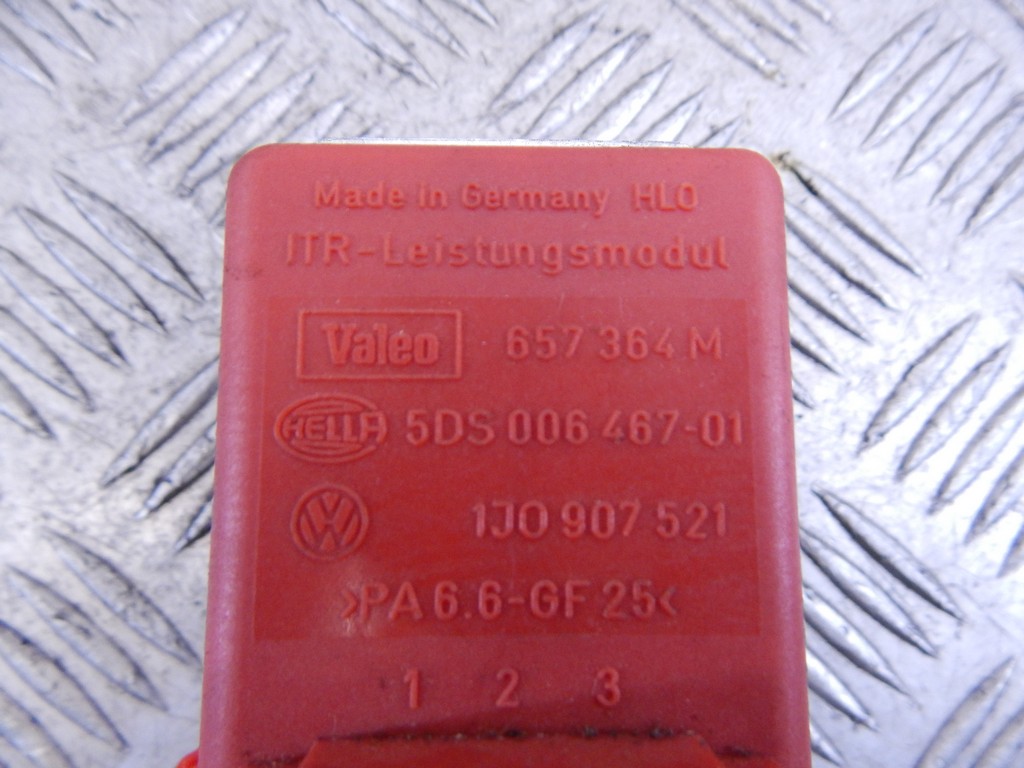 Made in Germany HLO
ITR-Leistungsmodul
Valeo 657 364 M
HELLA 5DS 006 467-01
VW 1J0 907 521
>PA 6.6-GF 25<
1 2 3